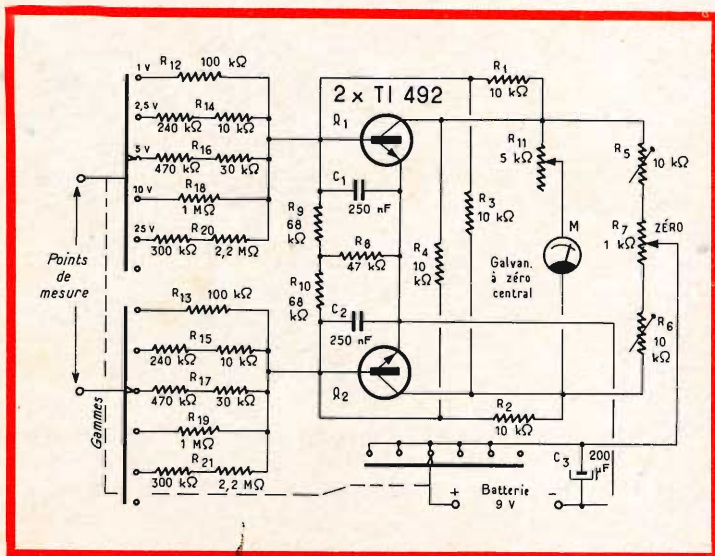 1 V
R12
100 kΩ
2,5 V
R14
240 kΩ
10 kΩ
5 V
R16
470 kΩ
30 kΩ
10 V
R18
1 MΩ
25 V
R20
300 kΩ
2,2 MΩ
Points
de
mesure
Gammes
R13
100 kΩ
R15
240 kΩ
10 kΩ
R17
470 kΩ
30 kΩ
R19
1 MΩ
R21
300 kΩ
2,2 MΩ
2 x TI 492
Q1
C1
250 nF
R9
68
kΩ
R8
47 kΩ
R10
68
kΩ
C2
250 nF
Q2
R4
10
kΩ
R3
10 kΩ
R1
10 kΩ
R11
5 kΩ
M
Galvan.
à zéro
central
R5
10 kΩ
R7
1 kΩ
ZÉRO
R6
10
kΩ
R2
10 kΩ
C3
200
µF
+
Batterie
9 V
-